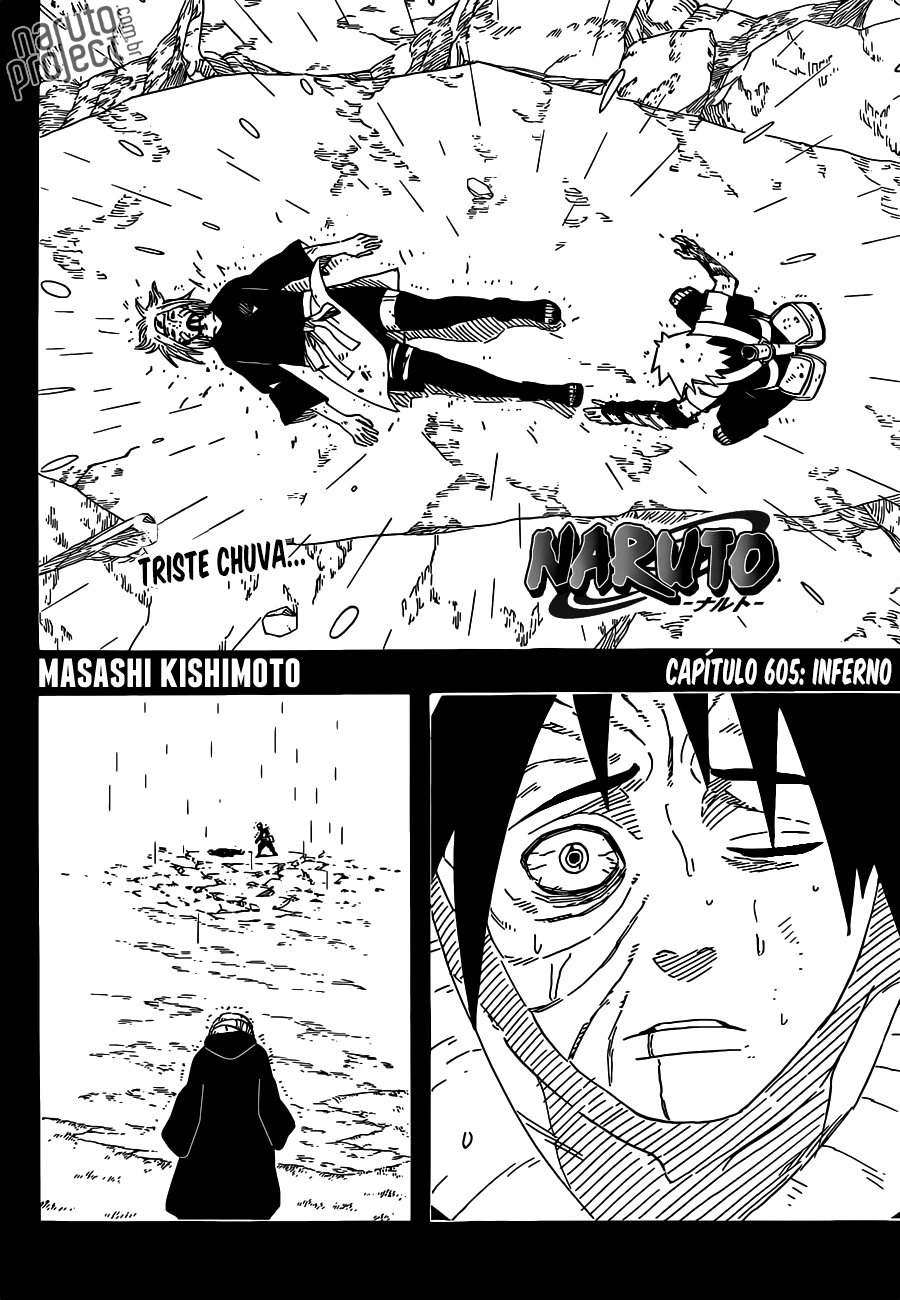 naruto
project
.com.br
TRISTE CHUVA...
NARUTO
-ナルト-
MASASHI KISHIMOTO
CAPÍTULO 605: INFERNO